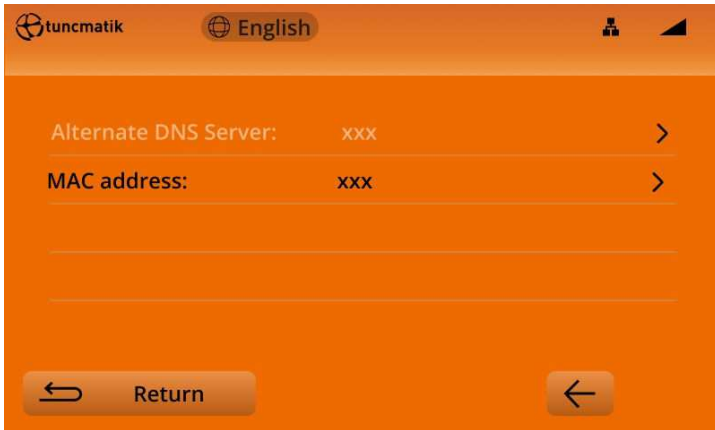 tuncmatik
English
Alternate DNS Server: xxx
MAC address: xxx
Return